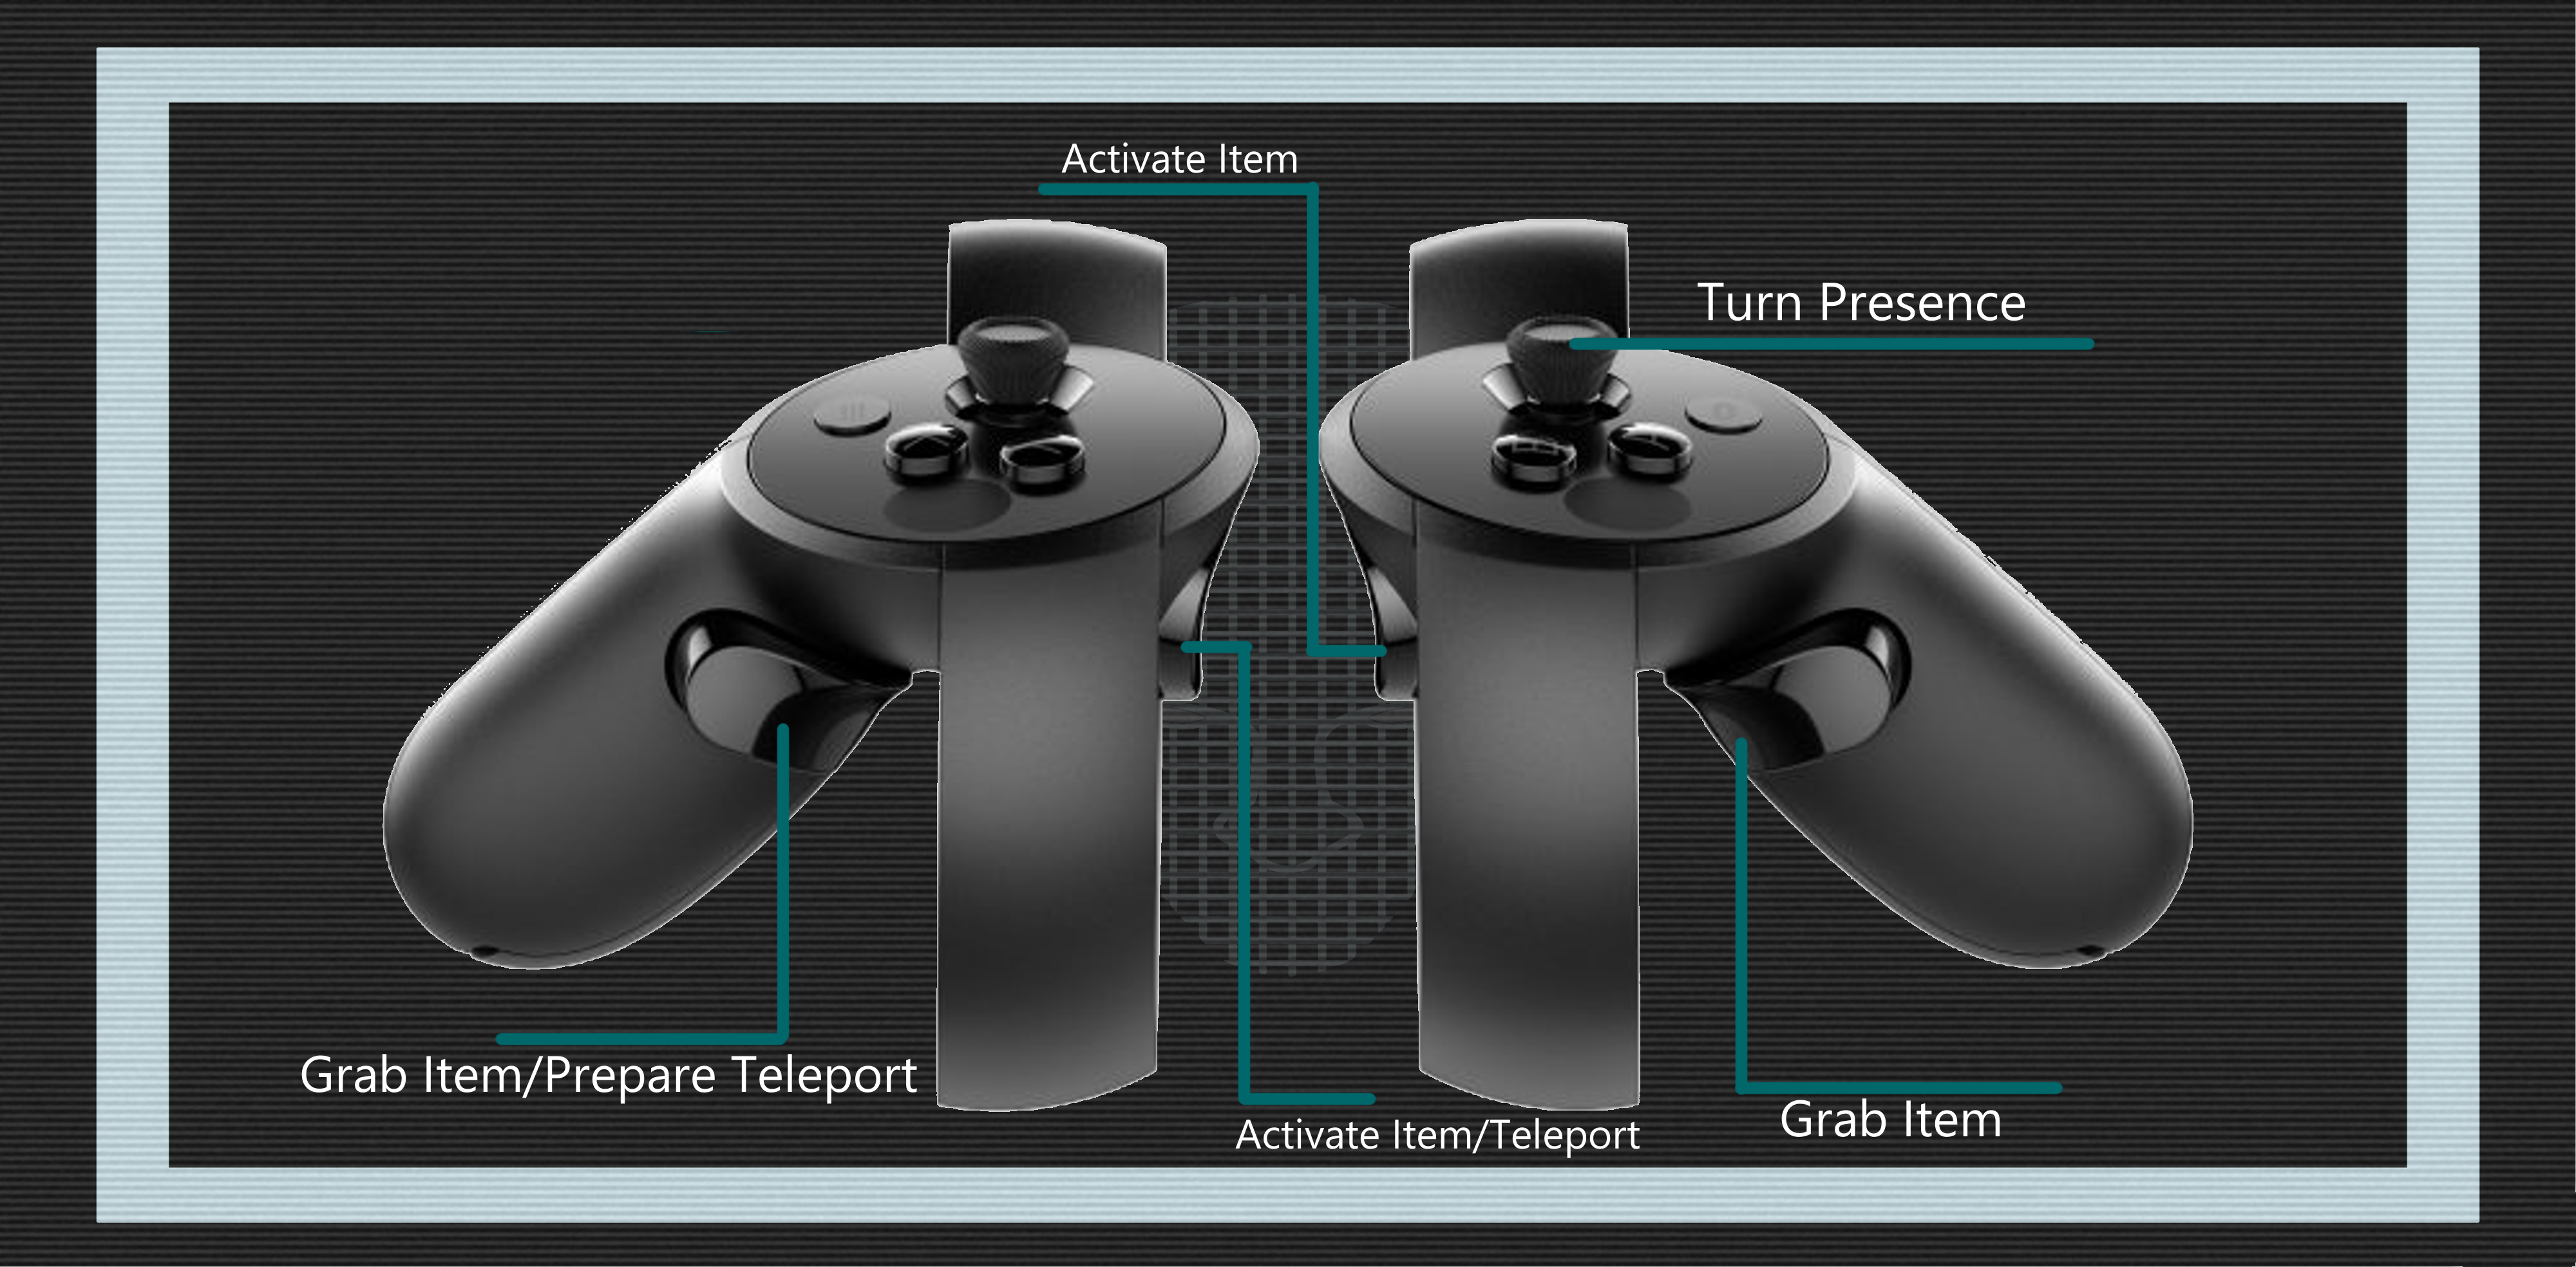 Activate Item
Turn Presence
Grab Item/Prepare Teleport
Activate Item/Teleport
Grab Item